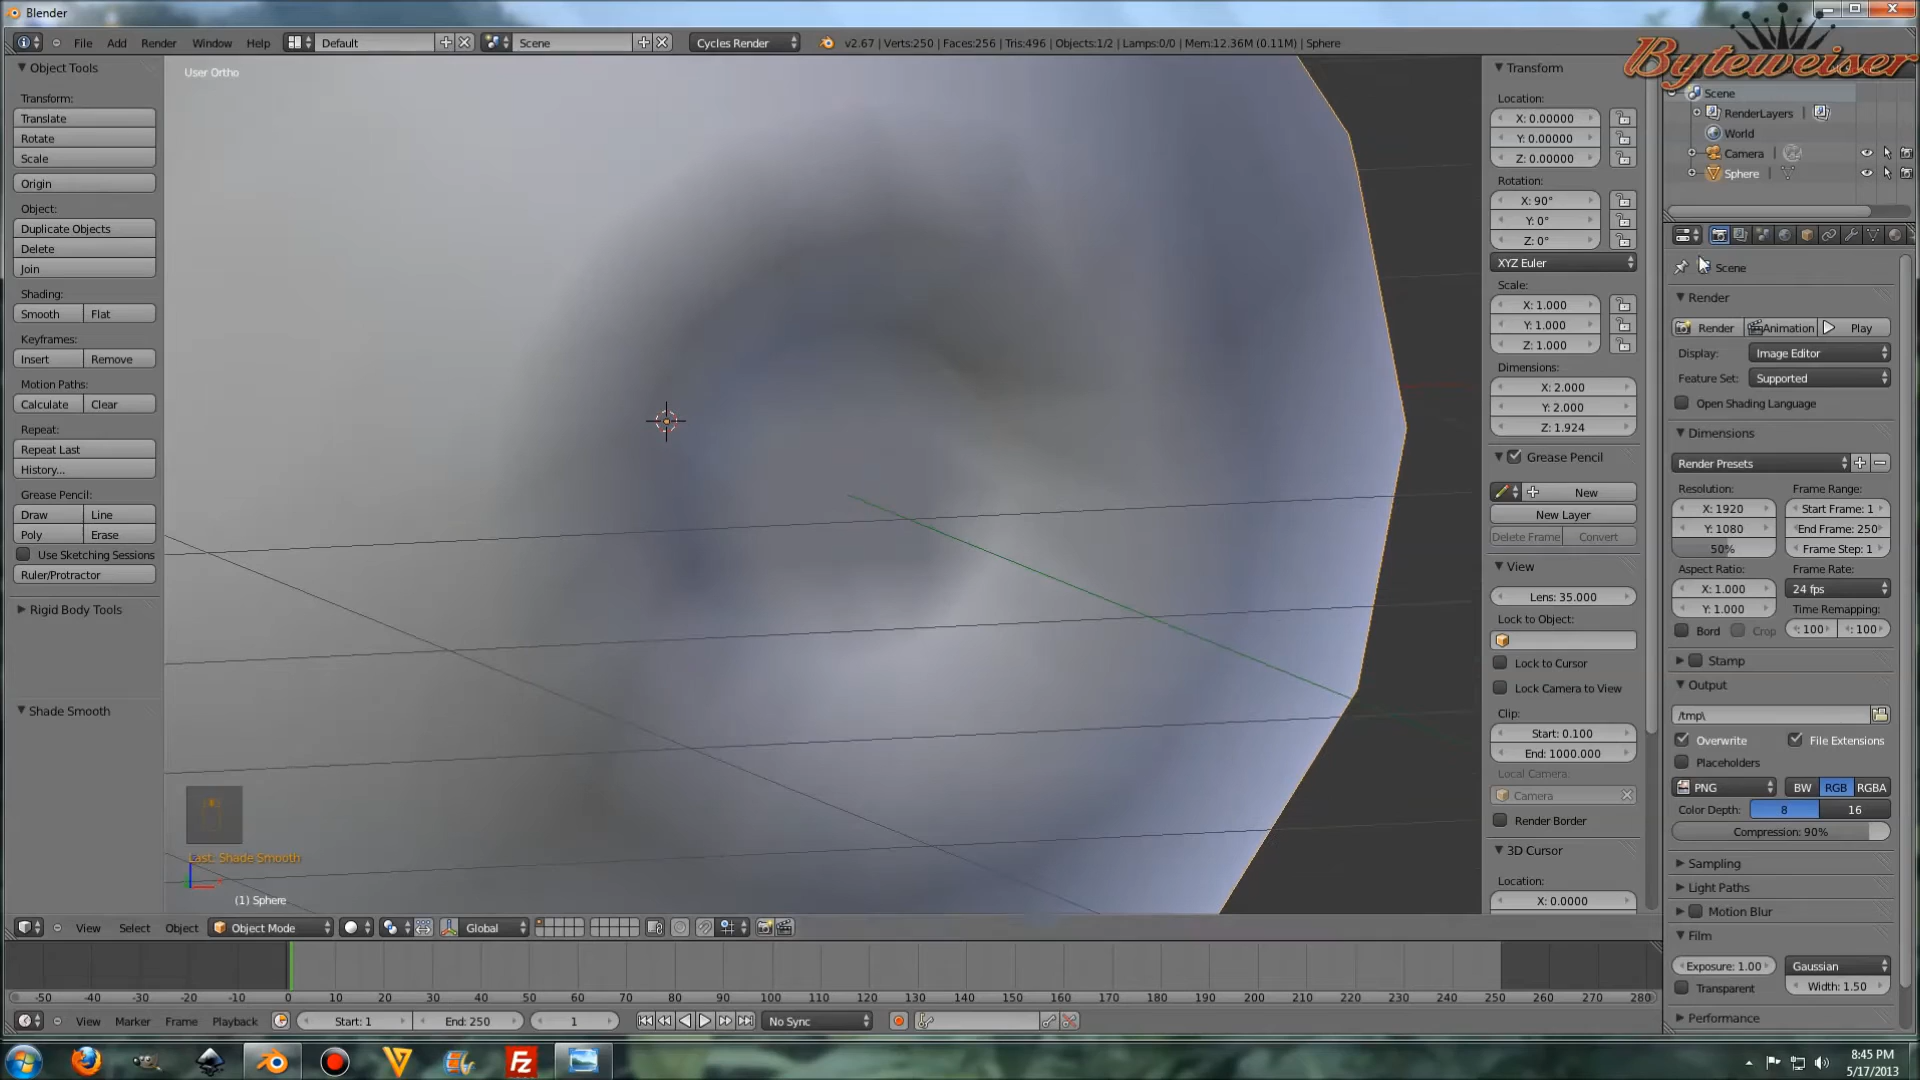 Blender
File Add Render Window Help Default Scene Cycles Render v2.67 | Verts:250 | Faces:256 | Tris:496 | Objects:1/2 | Lamps:0/0 | Mem:12.36M (0.11M) | Sphere
Byteweiser
Object Tools
Transform:
Translate
Rotate
Scale
Origin
Object:
Duplicate Objects
Delete
Join
Shading:
Smooth Flat
Keyframes:
Insert Remove
Motion Paths:
Calculate Clear
Repeat:
Repeat Last
History...
Grease Pencil:
Draw Line
Poly Erase
Use Sketching Sessions
Ruler/Protractor
Rigid Body Tools
Shade Smooth
User Ortho
Last: Shade Smooth
(1) Sphere
Transform
Location:
X: 0.00000
Y: 0.00000
Z: 0.00000
Rotation:
X: 90°
Y: 0°
Z: 0°
XYZ Euler
Scale:
X: 1.000
Y: 1.000
Z: 1.000
Dimensions:
X: 2.000
Y: 2.000
Z: 1.924
Grease Pencil
New
New Layer
Delete Frame Convert
View
Lens: 35.000
Lock to Object:
Lock to Cursor
Lock Camera to View
Clip:
Start: 0.100
End: 1000.000
Local Camera:
Camera
Render Border
3D Cursor
Location:
X: 0.0000
Scene
RenderLayers
World
Camera
Sphere
Scene
Render
Render Animation Play
Display: Image Editor
Feature Set: Supported
Open Shading Language
Dimensions
Render Presets
Resolution: Frame Range:
X: 1920 Start Frame: 1
Y: 1080 End Frame: 250
50% Frame Step: 1
Aspect Ratio: Frame Rate:
X: 1.000 24 fps
Y: 1.000 Time Remapping:
Bord Crop : 100 : 100
Stamp
Output
/tmp\
Overwrite File Extensions
Placeholders
PNG BW RGB RGBA
Color Depth: 8 16
Compression: 90%
Sampling
Light Paths
Motion Blur
Film
Exposure: 1.00 Gaussian
Transparent Width: 1.50
Performance
View Select Object Object Mode Global
-50 -40 -30 -20 -10 0 10 20 30 40 50 60 70 80 90 100 110 120 130 140 150 160 170 180 190 200 210 220 230 240 250 260 270 280
View Marker Frame Playback Start: 1 End: 250 1 No Sync
8:45 PM
5/17/2013